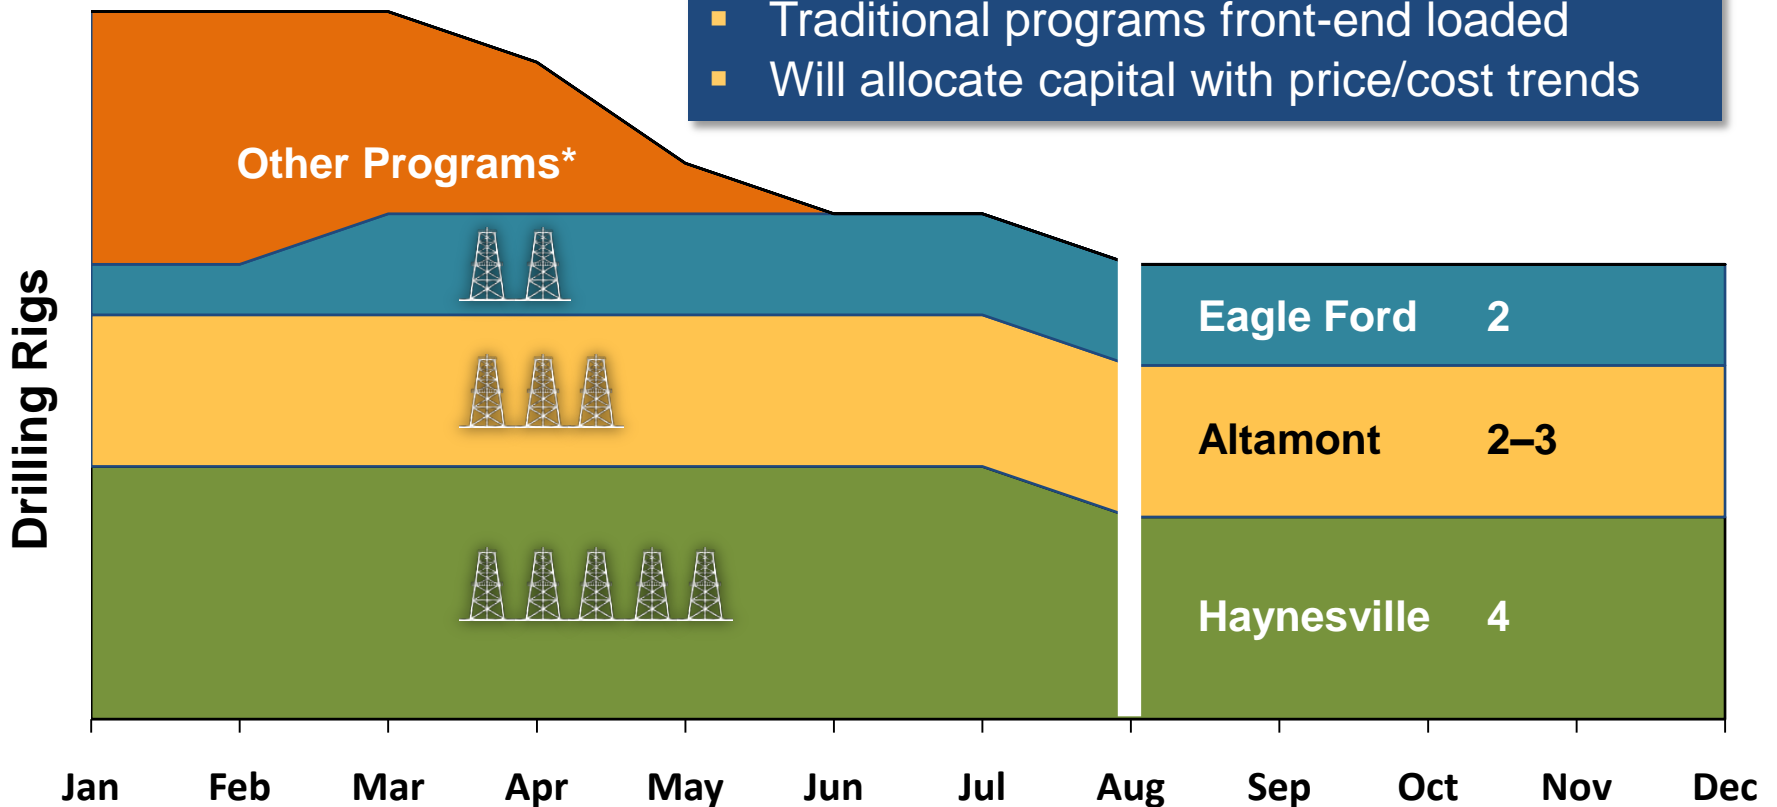 ▪ Traditional programs front-end loaded
▪ Will allocate capital with price/cost trends
Other Programs*
Drilling Rigs
Eagle Ford 2
Altamont 2–3
Haynesville 4
Jan Feb Mar Apr May Jun Jul Aug Sep Oct Nov Dec